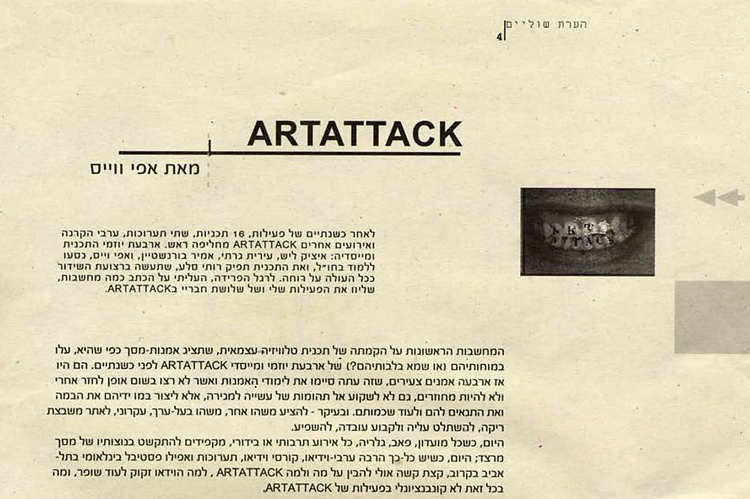 הערת שוליים
4
ARTATTACK
מאת אפי ווייס
ART
ATTACK
לאחר כשנתיים של פעילות, 16 תכניות, שתי תערוכות, ערבי הקרנה
ואירועים אחרים ARTATTACK מחליפה ראש. ארבעת יוזמי התכנית
ומייסדיה: איציק ליש, עירית גרתי, אמיר בורנשטיין, ואפי וייס, נסעו
ללמוד בחו"ל, ואת התכנית תפיק רותי סלע, שתעשה ברצועת השידור
ככל העולה על רוחה. לרגל הפרידה, העליתי על הכתב כמה מחשבות,
שליוו את הפעילות שלי ושל שלושת חבריי בARTATTACK.
המחשבות הראשונות על הקמתה של תכנית טלוויזיה-עצמאית, שתציג אמנות-מסך כפי שהיא, עלו
במוחותיהם (או שמא בלבותיהם?) של ארבעת יוזמי ומייסדי ARTATTACK לפני כשנתיים. הם היו
אז ארבעה אמנים צעירים, שזה עתה סיימו את לימודי האמנות ואשר לא רצו בשום אופן לחזר אחרי
ולא להיות מחוזרים, גם לא לשקוע אל תהומות של עשייה למגירה, אלא ליצור במו ידיהם את הבמה
ואת התנאים להם ולעוד שכמותם. ובעיקר - להציע משהו אחר, משהו בעל-ערך, עקרוני, לאתר משבצת
ריקה, להשתלט עליה ולקבוע עובדה, להשפיע.
היום, כשכל מועדון, פאב, גלריה, כל אירוע תרבותי או בידורי, מקפידים להתקשט בנוצותיו של מסך
מרצד; היום, כשיש כל-כך הרבה ערבי-וידיאו, קורסי וידיאו, תערוכות ואפילו פסטיבל בינלאומי בתל-
אביב בקרוב, קצת קשה אולי להבין על מה ולמה ARTATTACK , למה הוידאו זקוק לעוד שופר, ומה
בכל זאת לא קונבנציונלי בפעילות של ARTATTACK.